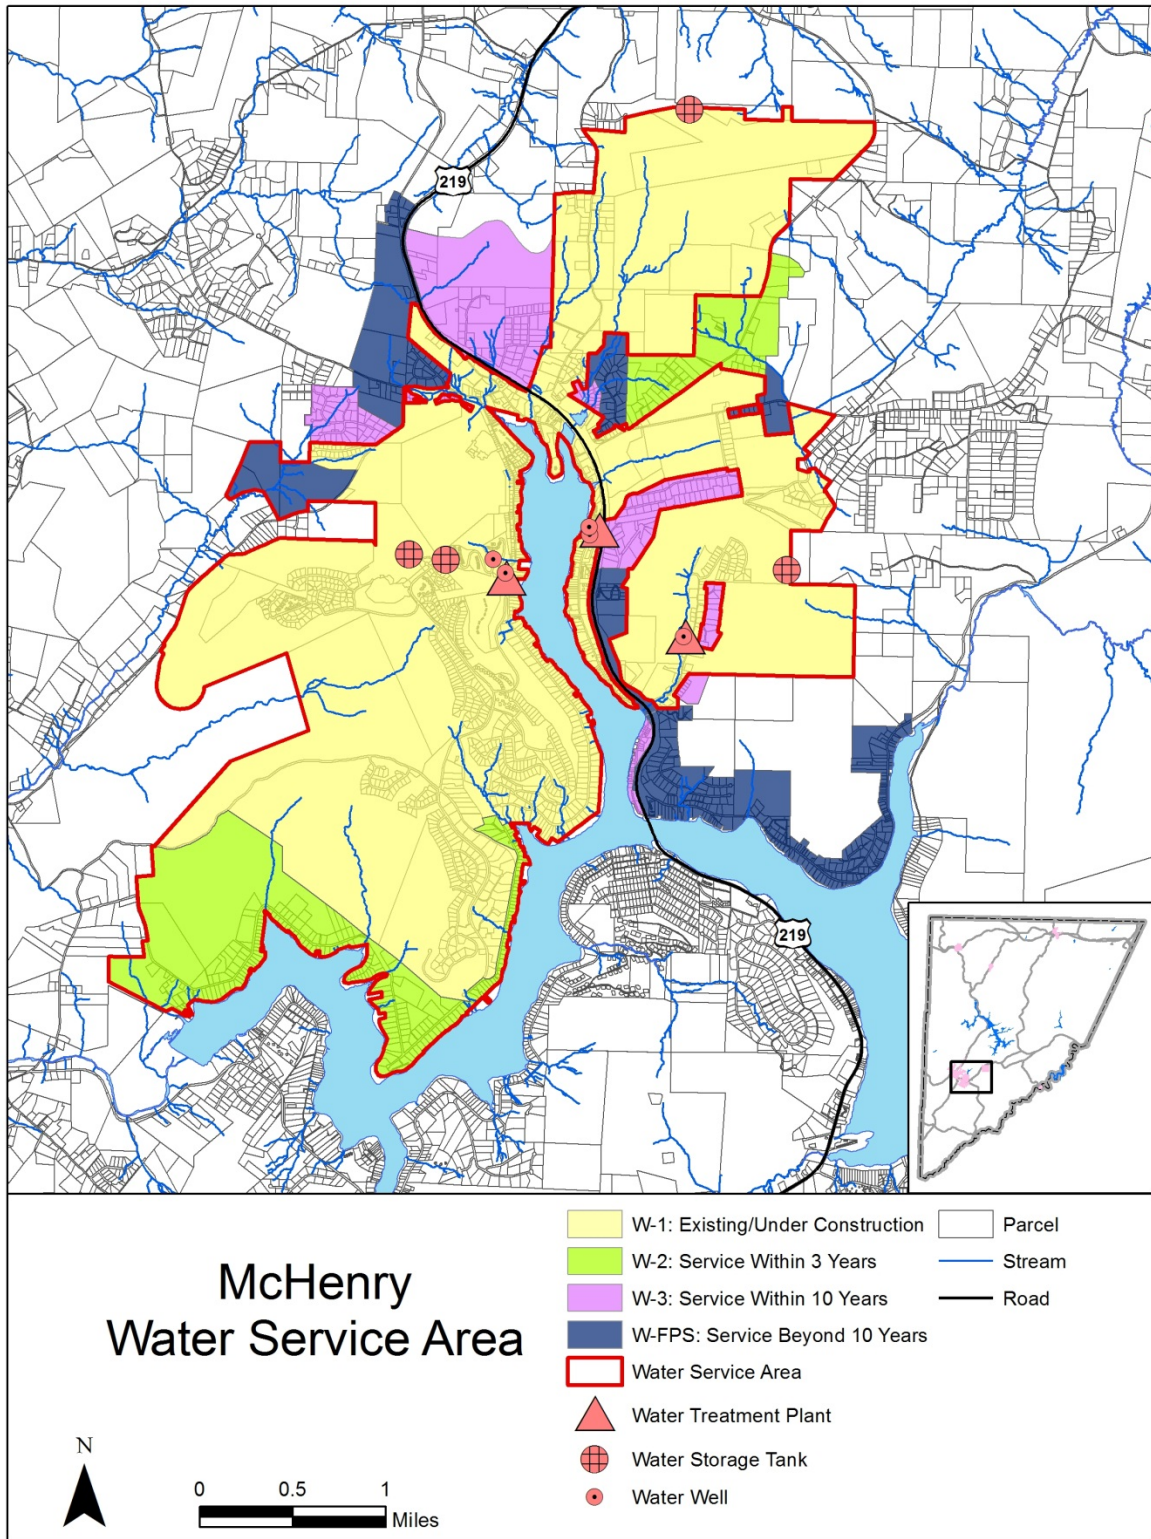 219
219
McHenry
Water Service Area
N
0 0.5 1
Miles
W-1: Existing/Under Construction
W-2: Service Within 3 Years
W-3: Service Within 10 Years
W-FPS: Service Beyond 10 Years
Water Service Area
Water Treatment Plant
Water Storage Tank
Water Well
Parcel
Stream
Road